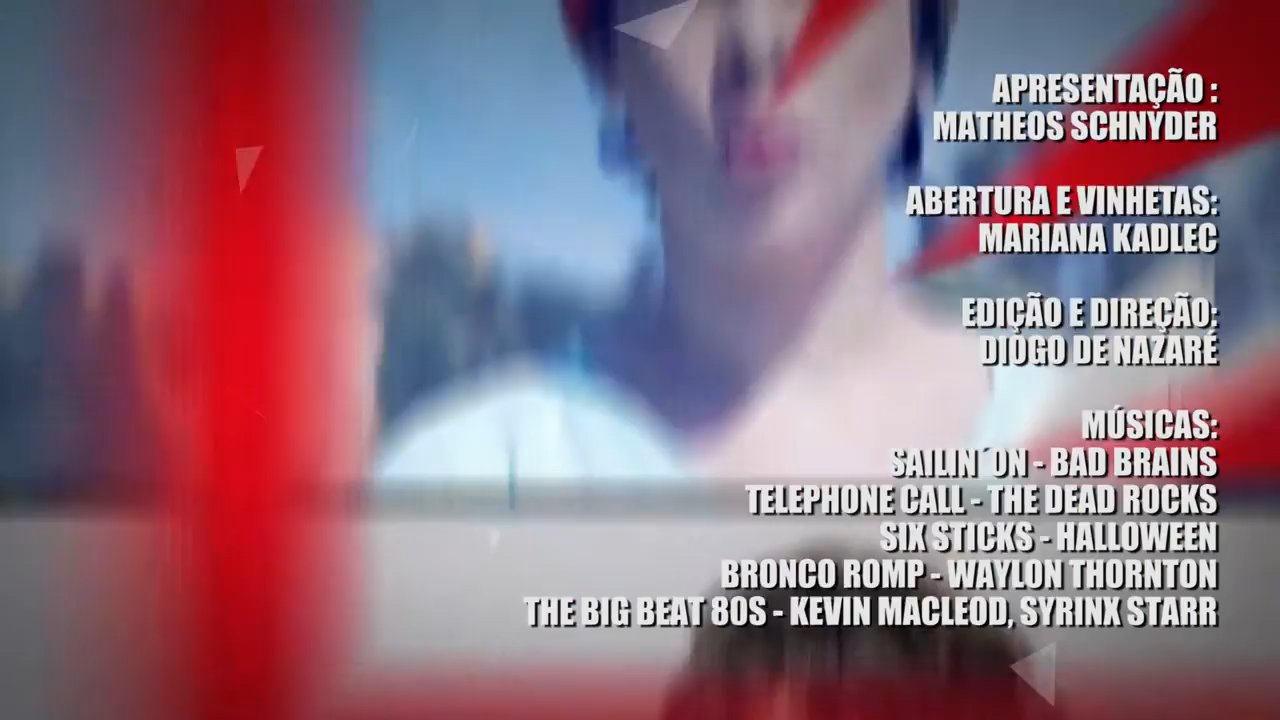 APRESENTAÇÃO :
MATHEOS SCHNYDER
ABERTURA E VINHETAS:
MARIANA KADLEC
EDIÇÃO E DIREÇÃO:
DIOGO DE NAZARÉ
MÚSICAS:
SAILIN´ON - BAD BRAINS
TELEPHONE CALL - THE DEAD ROCKS
SIX STICKS - HALLOWEEN
BRONCO ROMP - WAYLON THORNTON
THE BIG BEAT 80S - KEVIN MACLEOD, SYRINX STARR